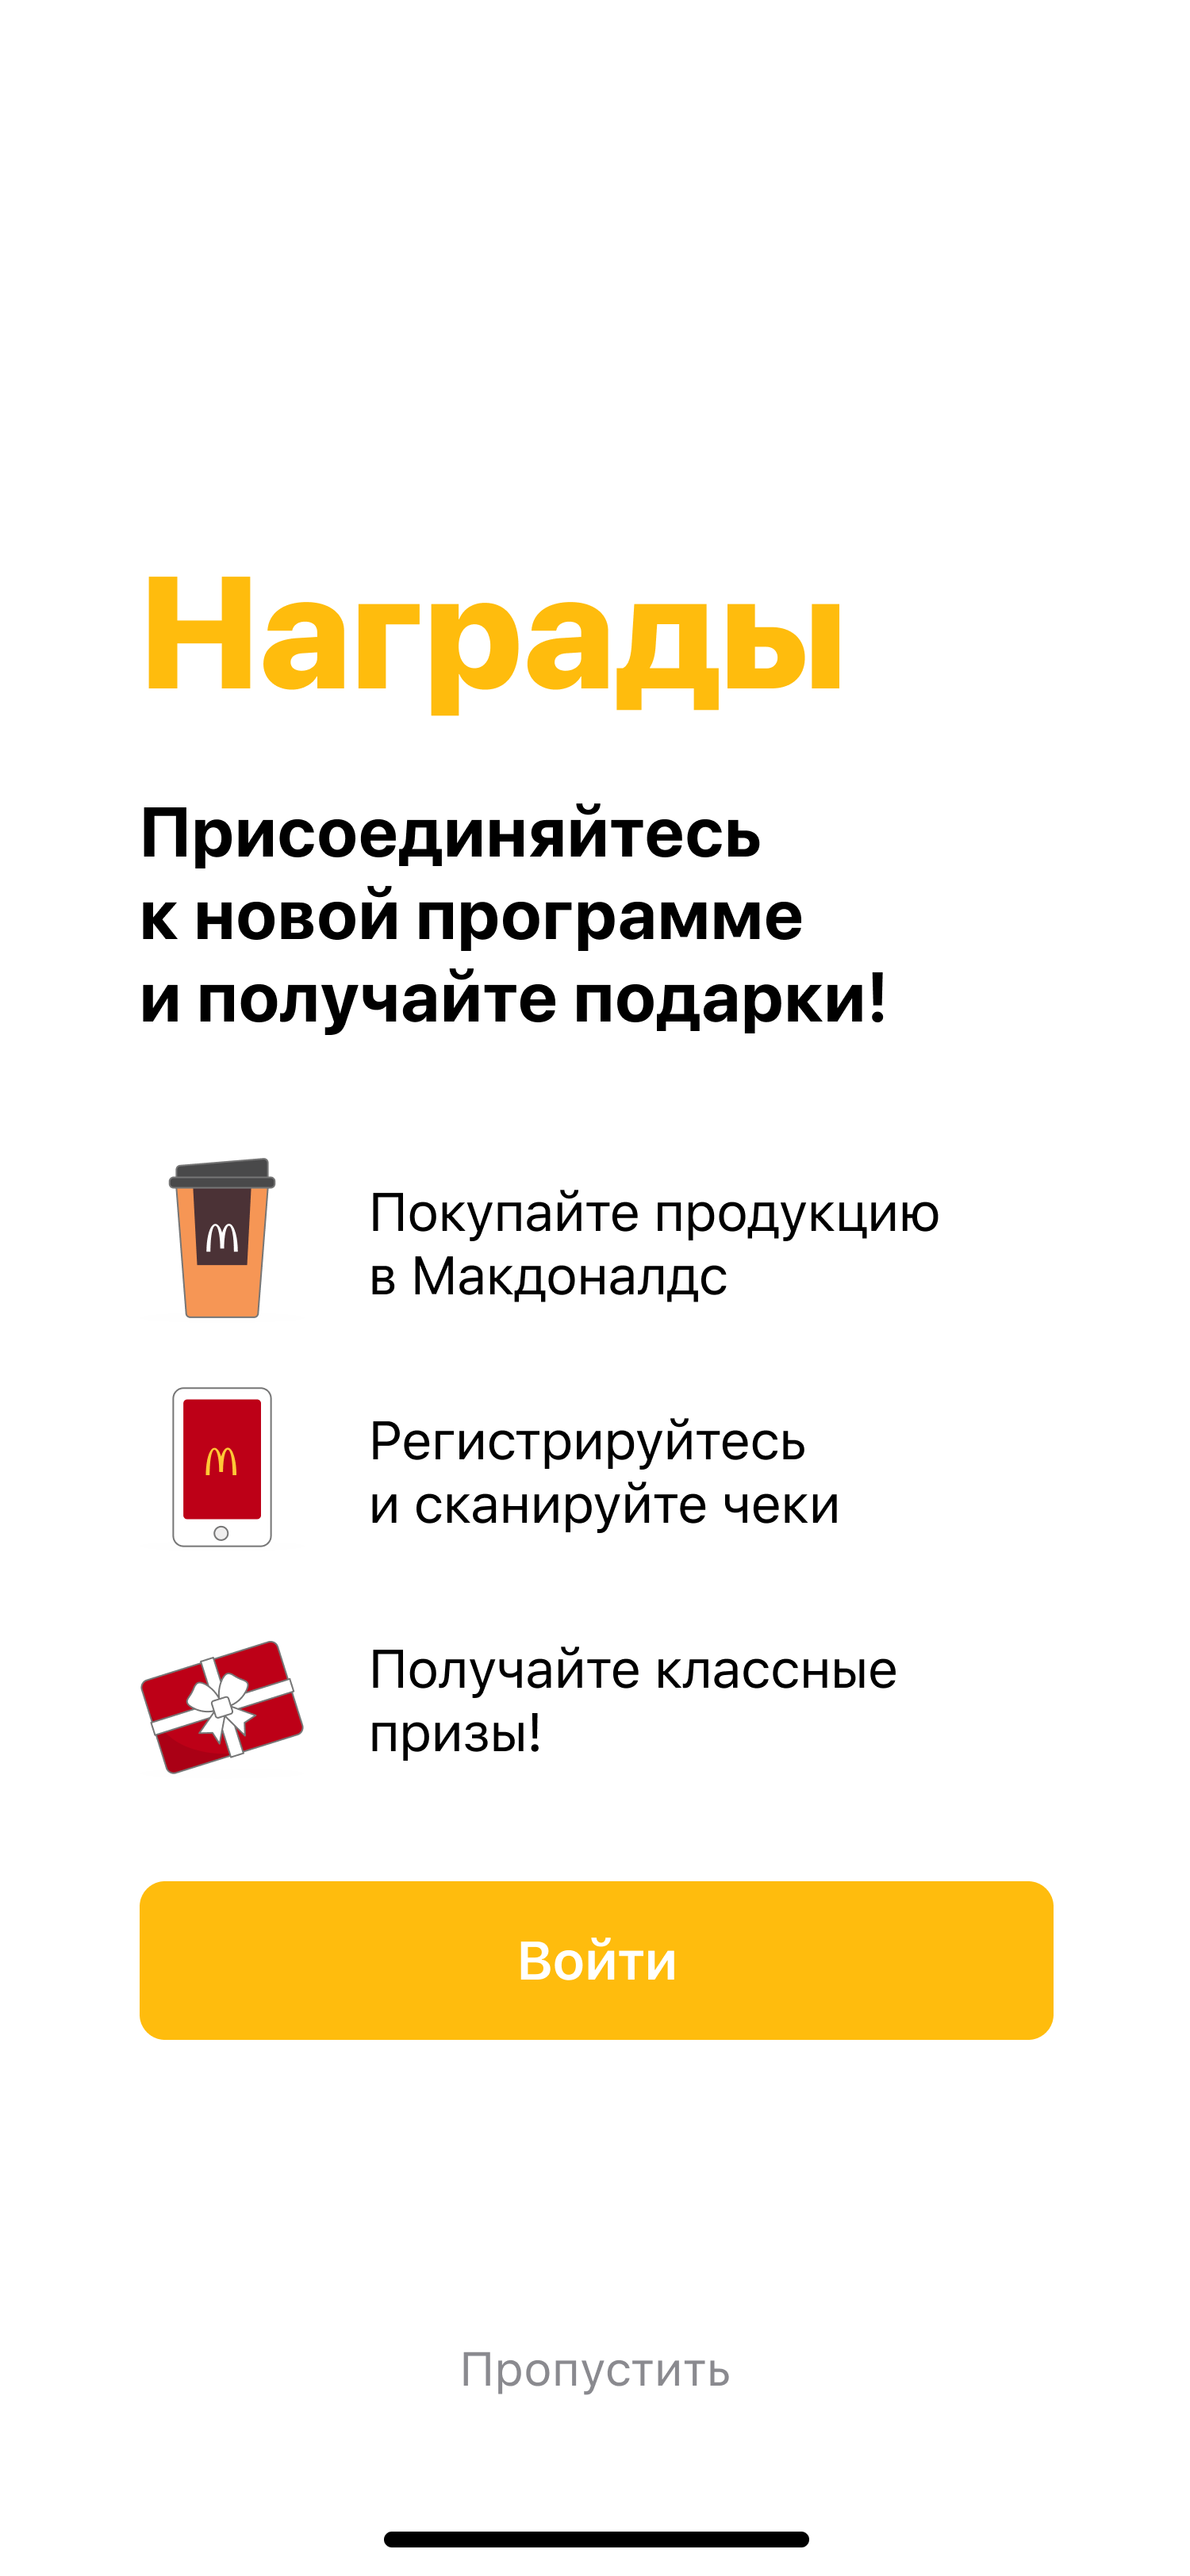 Награды
Присоединяйтесь
к новой программе
и получайте подарки!
Покупайте продукцию
в Макдоналдс
Регистрируйтесь
и сканируйте чеки
Получайте классные
призы!
Войти
Пропустить